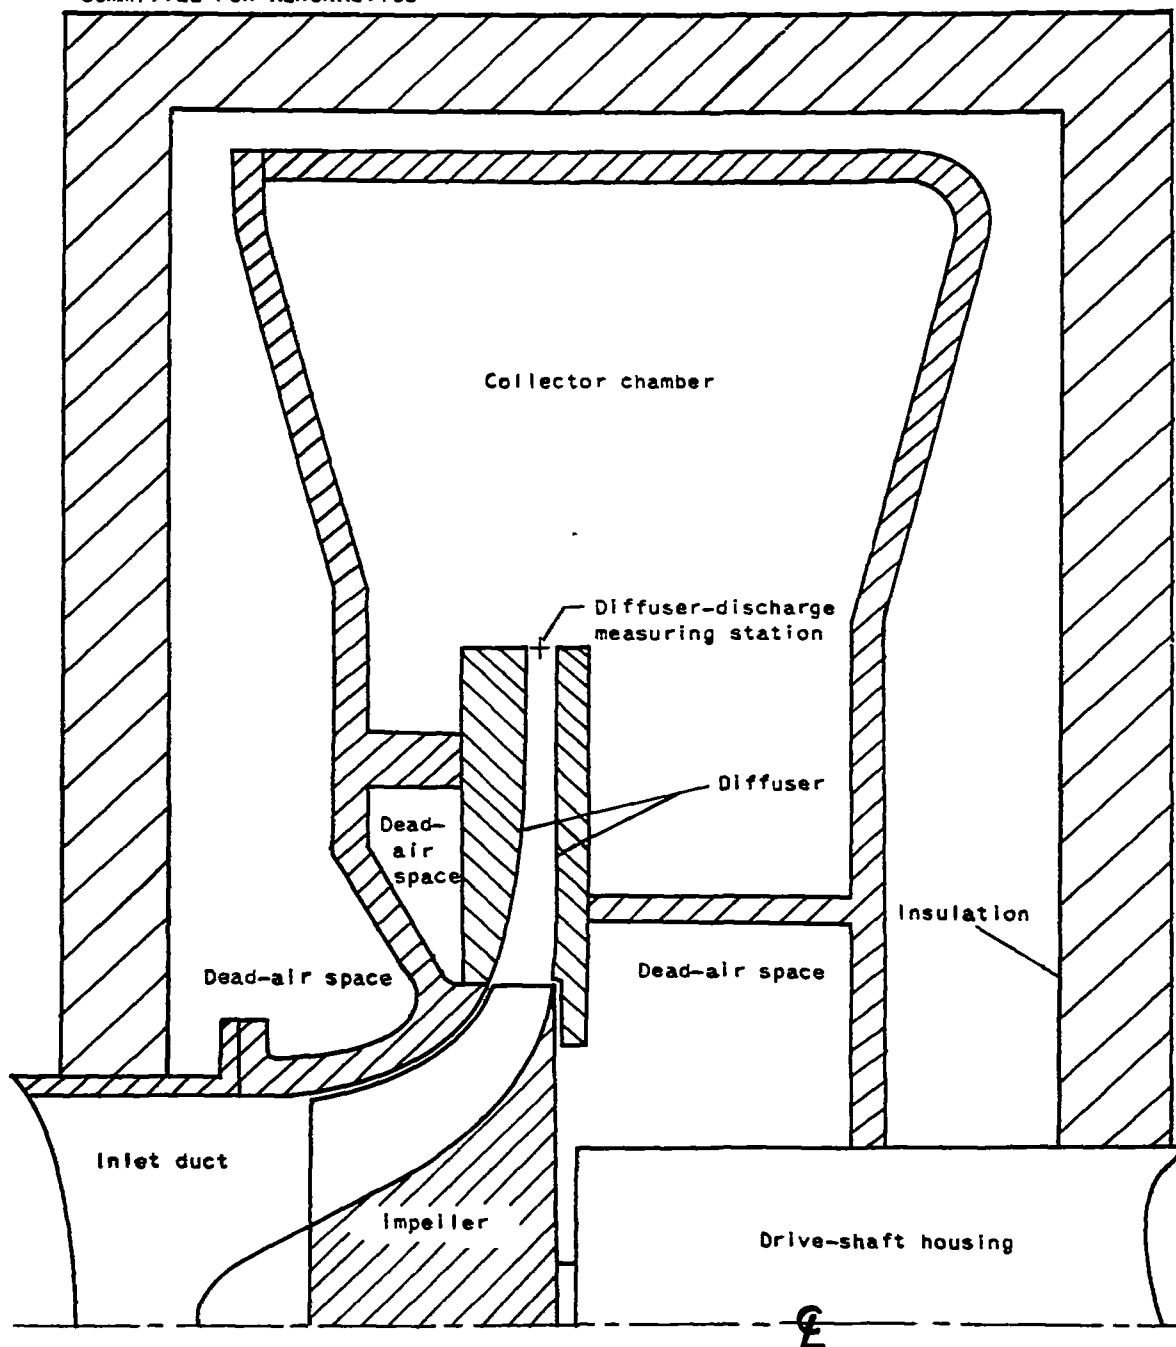 Collector chamber
Diffuser-discharge
measuring station
Diffuser
Dead-
air
space
Insulation
Dead-air space
Dead-air space
Inlet duct
Impeller
Drive-shaft housing
℄